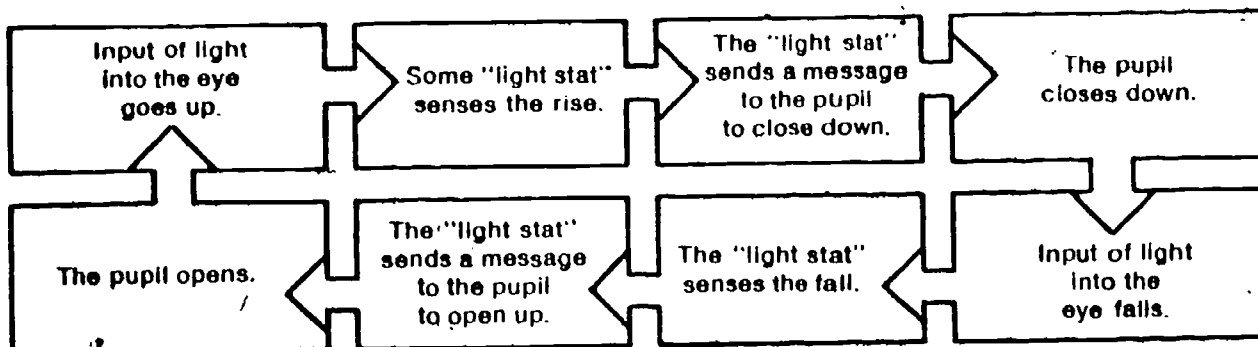 Input of light
into the eye
goes up.
Some "light stat"
senses the rise.
The "light stat"
sends a message
to the pupil
to close down.
The pupil
closes down.
Input of light
into the
eye falls.
The "light stat"
senses the fall.
The "light stat"
sends a message
to the pupil
to open up.
The pupil opens.